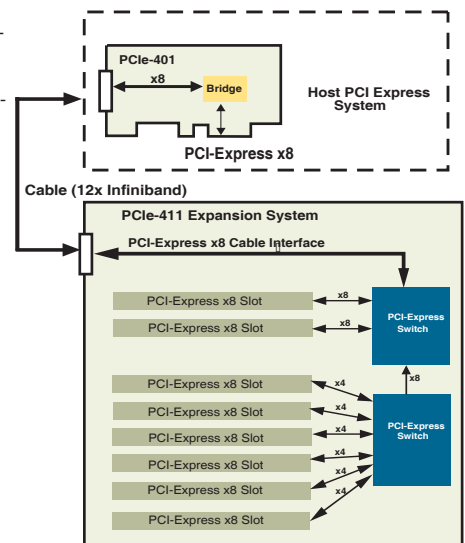 PCIe-401
x8
Bridge
Host PCI Express
System
PCI-Express x8
Cable (12x Infiniband)
PCIe-411 Expansion System
PCI-Express x8 Cable Interface
PCI-Express x8 Slot
x8
PCI-Express
Switch
PCI-Express x8 Slot
x8
x8
PCI-Express x8 Slot
x4
PCI-Express x8 Slot
x4
PCI-Express
Switch
PCI-Express x8 Slot
x4
PCI-Express x8 Slot
x4
PCI-Express x8 Slot
x4
PCI-Express x8 Slot
x4